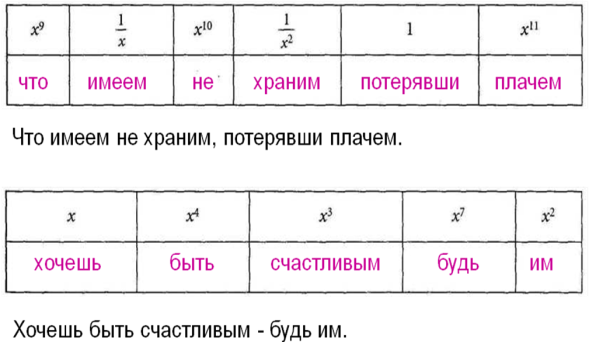 x⁹ 1/x x¹⁰ 1/x² 1 x¹¹
что имеем не храним потерявши плачем
Что имеем не храним, потерявши плачем.
x x⁴ x³ x⁷ x²
хочешь быть счастливым будь им
Хочешь быть счастливым - будь им.